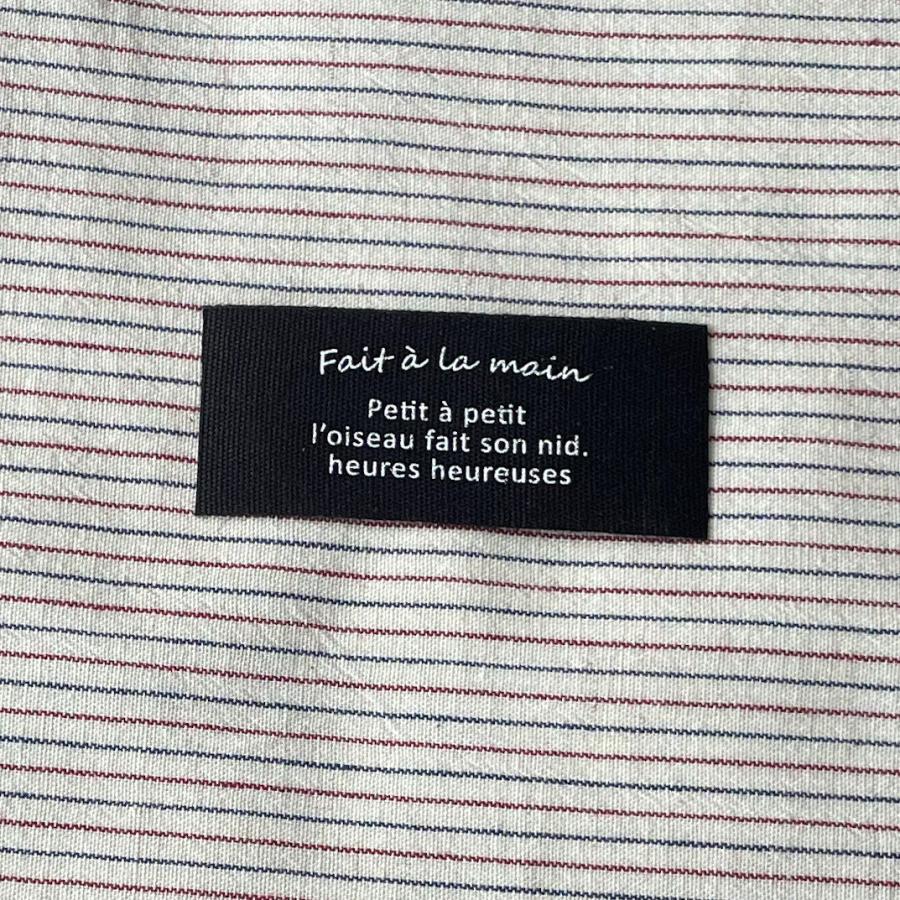 Fait à la main
Petit à petit
l'oiseau fait son nid.
heures heureuses